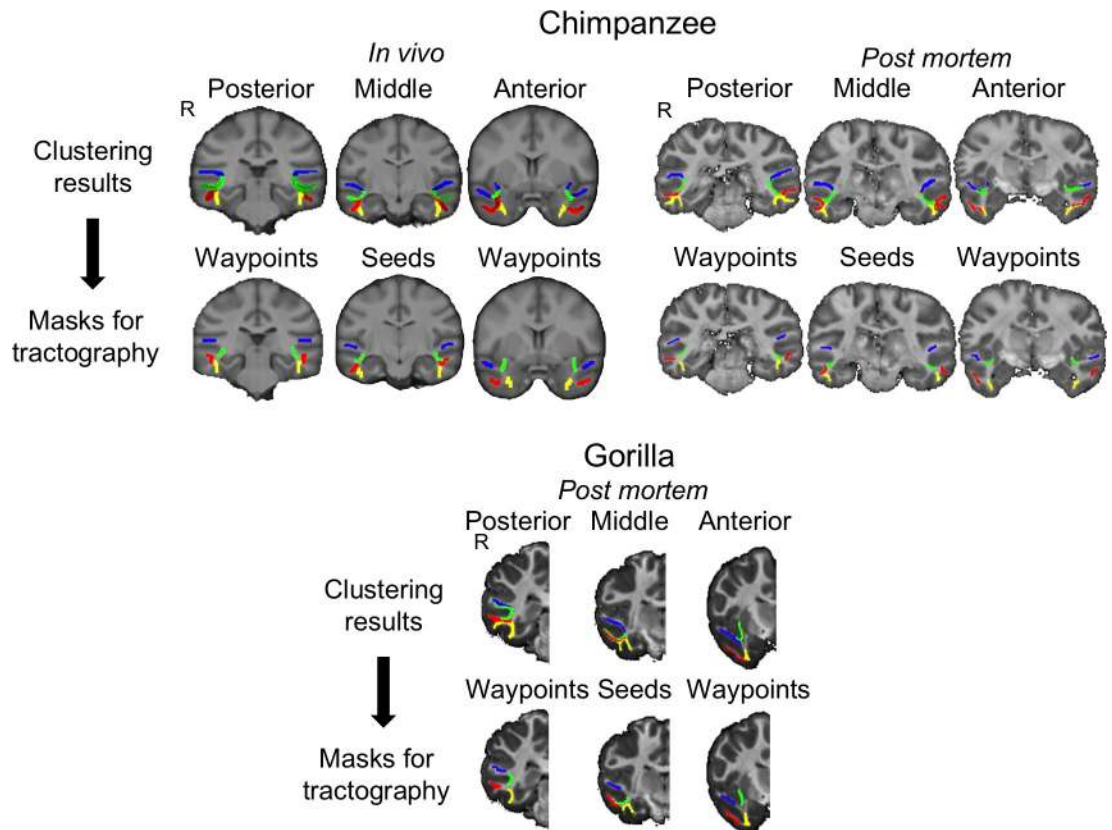 Chimpanzee
In vivo
Post mortem
Posterior Middle Anterior
Posterior Middle Anterior
R
R
Clustering
results
Waypoints Seeds Waypoints
Waypoints Seeds Waypoints
Masks for
tractography
Gorilla
Post mortem
Posterior Middle Anterior
R
Clustering
results
Waypoints Seeds Waypoints
Masks for
tractography